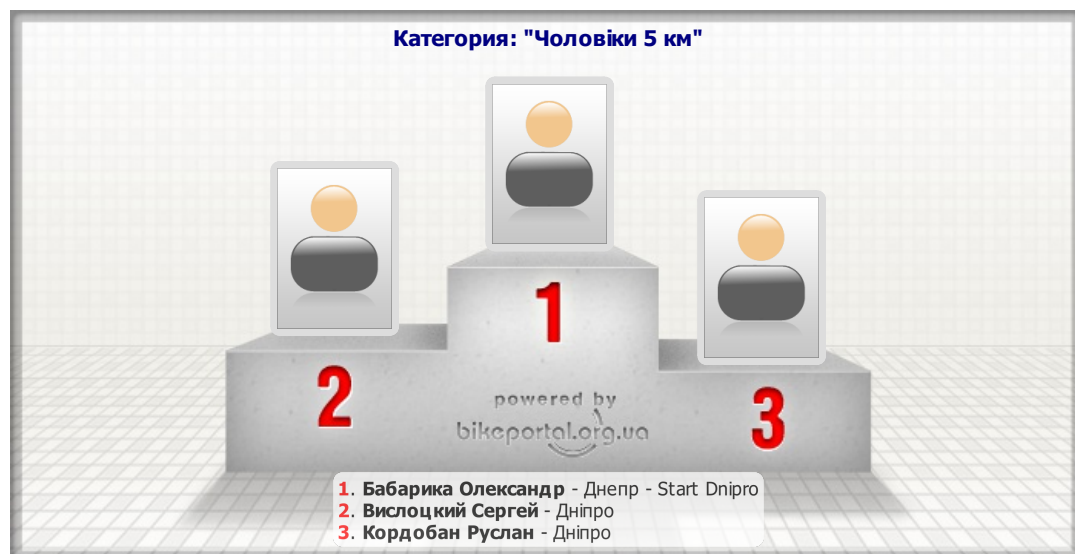 Категория: "Чоловіки 5 км"
1
2
3
powered by
bikeportal.org.ua
1. Бабарика Олександр - Днепр - Start Dnipro
2. Вислоцкий Сергей - Дніпро
3. Кордобан Руслан - Дніпро